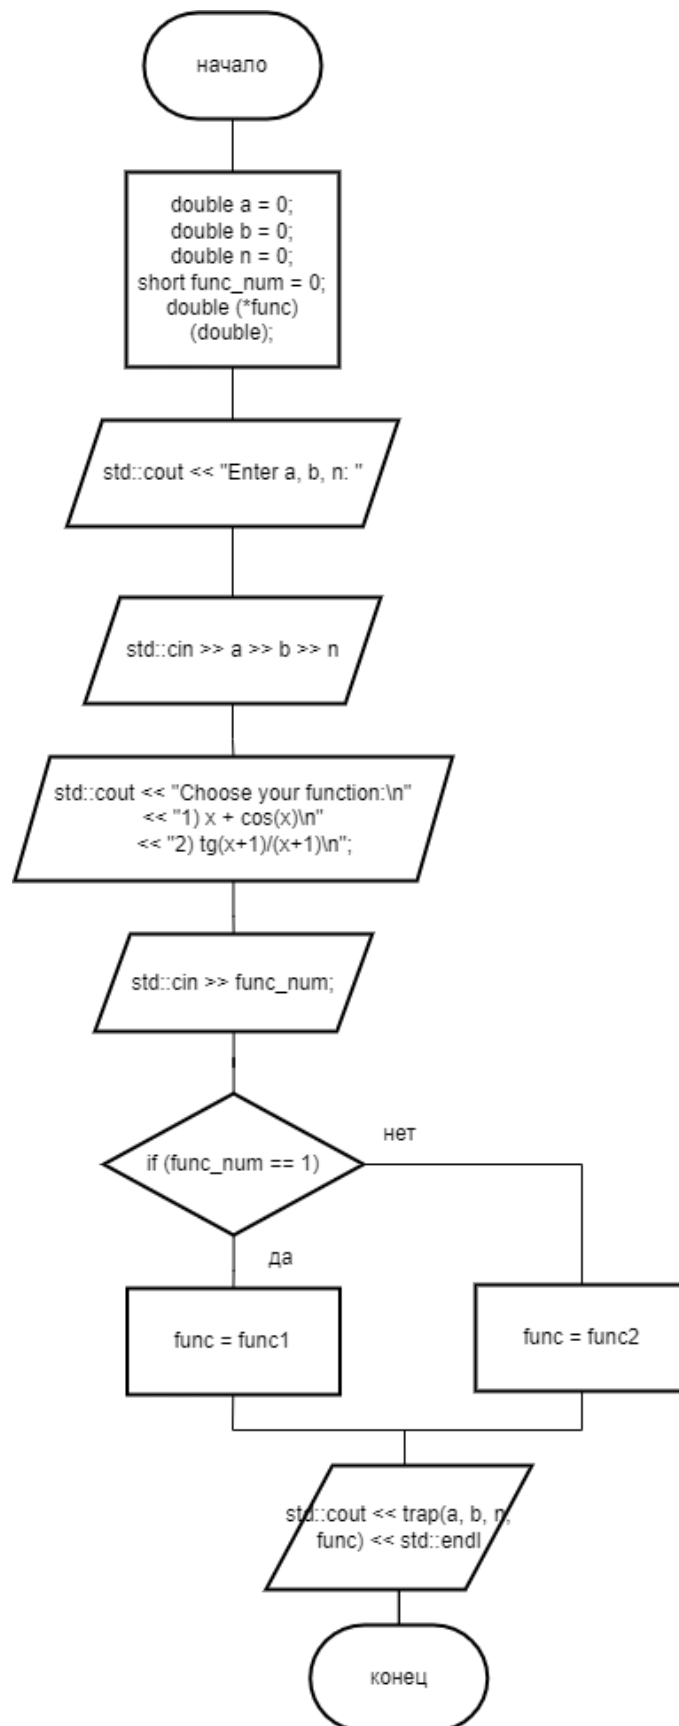 начало
double a = 0;
double b = 0;
double n = 0;
short func_num = 0;
double (*func)
(double);
std::cout << "Enter a, b, n: "
std::cin >> a >> b >> n
std::cout << "Choose your function:\n"
<< "1) x + cos(x)\n"
<< "2) tg(x+1)/(x+1)\n";
std::cin >> func_num;
if (func_num == 1)
нет
да
func = func1
func = func2
std::cout << trap(a, b, n,
func) << std::endl
конец